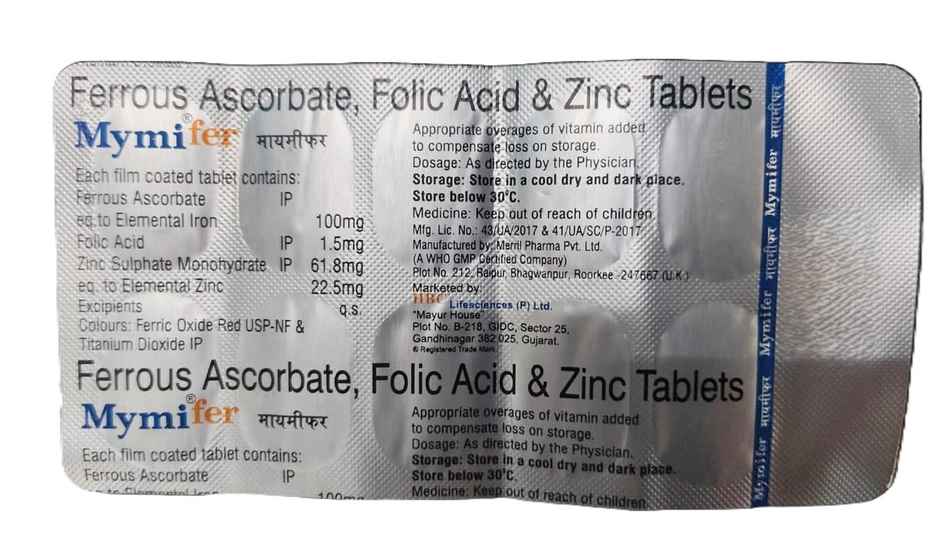 Ferrous Ascorbate, Folic Acid & Zinc Tablets
Mymifer® मायमीफर
Each film coated tablet contains:
Ferrous Ascorbate IP
eq.to Elemental Iron 100mg
Folic Acid IP 1.5mg
Zinc Sulphate Monohydrate IP 61.8mg
eq. to Elemental Zinc 22.5mg
Excipients q.s.
Colours: Ferric Oxide Red USP-NF &
Titanium Dioxide IP
Appropriate overages of vitamin added
to compensate loss on storage.
Dosage: As directed by the Physician.
Storage: Store in a cool dry and dark place.
Store below 30°C.
Medicine: Keep out of reach of children.
Mfg. Lic. No.: 43/UA/2017 & 41/UA/SC/P-2017
Manufactured by: Merril Pharma Pvt. Ltd.
(A WHO GMP Certified Company)
Plot No. 212, Raipur, Bhagwanpur, Roorkee -247667 (U.K.)
Marketed by:
HBC Lifesciences (P) Ltd.
"Mayur House"
Plot No. B-218, GIDC, Sector 25,
Gandhinagar 382 025, Gujarat.
® Registered Trade Mark
Ferrous Ascorbate, Folic Acid & Zinc Tablets
Mymifer® मायमीफर
Each film coated tablet contains:
Ferrous Ascorbate IP
eq.to Elemental Iron 100mg
Appropriate overages of vitamin added
to compensate loss on storage.
Dosage: As directed by the Physician.
Storage: Store in a cool dry and dark place.
Store below 30°C.
Medicine: Keep out of reach of children.
Mymifer मायमीफर Mymifer मायमीफर Mymifer मायमीफर